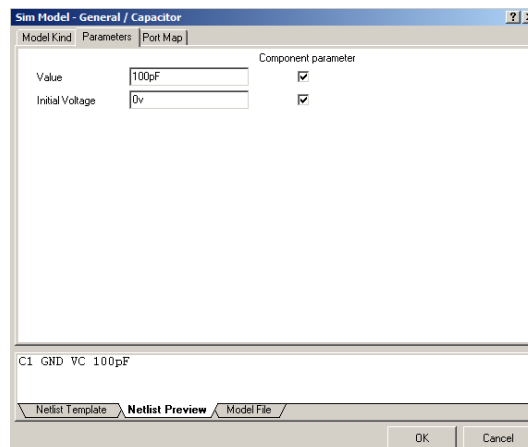 Sim Model - General / Capacitor
Model Kind Parameters Port Map
Component parameter
Value 100pF
Initial Voltage 0v
C1 GND VC 100pF
Netlist Template Netlist Preview Model File
OK Cancel